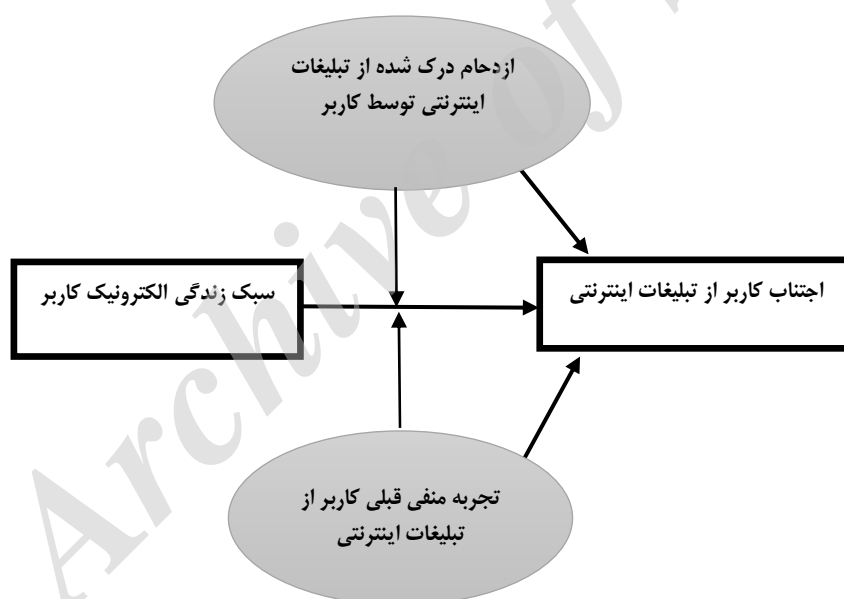 ازدحام درک شده از تبلیغات
اینترنتی توسط کاربر
سبک زندگی الکترونیک کاربر
اجتناب کاربر از تبلیغات اینترنتی
تجربه منفی قبلی کاربر از
تبلیغات اینترنتی
Archive of